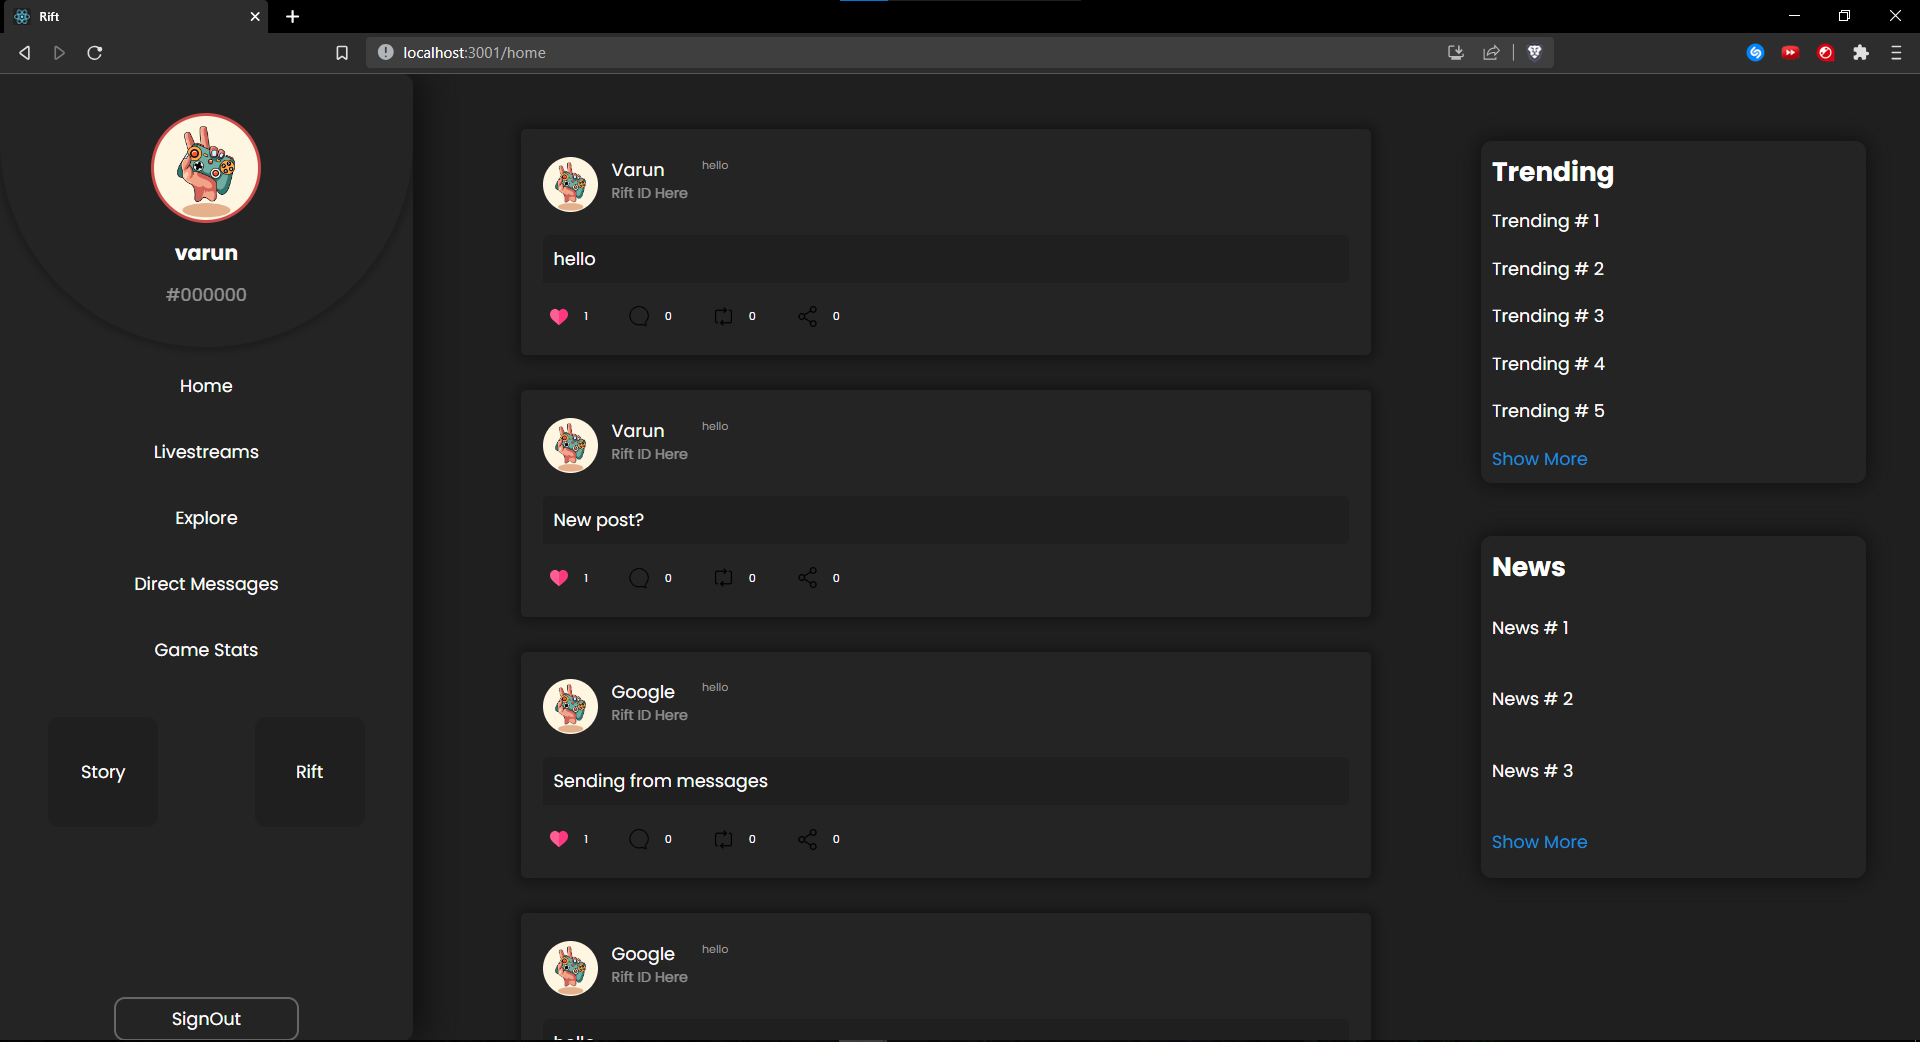 Rift
localhost:3001/home
varun
#000000
Home
Livestreams
Explore
Direct Messages
Game Stats
Story
Rift
SignOut
Varun
hello
Rift ID Here
hello
1
0
0
0
Varun
hello
Rift ID Here
New post?
1
0
0
0
Google
hello
Rift ID Here
Sending from messages
1
0
0
0
Google
hello
Rift ID Here
hello
Trending
Trending # 1
Trending # 2
Trending # 3
Trending # 4
Trending # 5
Show More
News
News # 1
News # 2
News # 3
Show More